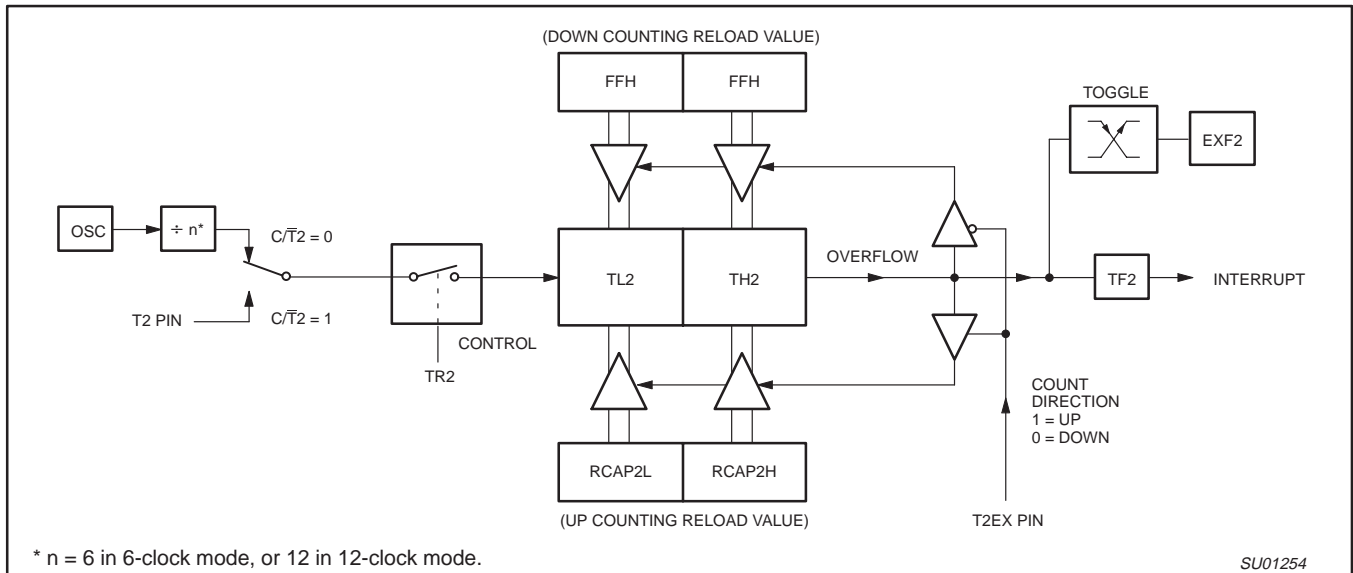 (DOWN COUNTING RELOAD VALUE)
FFH FFH
TOGGLE
EXF2
OSC ÷ n* C/T̅2 = 0
TL2 TH2
OVERFLOW
TF2 INTERRUPT
T2 PIN C/T̅2 = 1
CONTROL
TR2
COUNT
DIRECTION
1 = UP
0 = DOWN
RCAP2L RCAP2H
(UP COUNTING RELOAD VALUE)
T2EX PIN
* n = 6 in 6-clock mode, or 12 in 12-clock mode.
SU01254